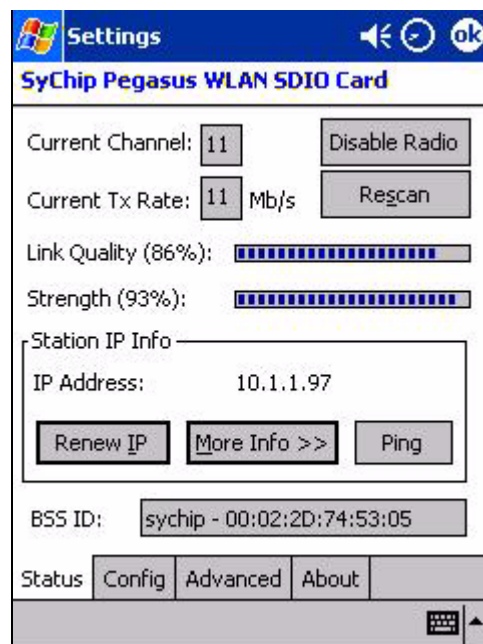 Settings
ok
SyChip Pegasus WLAN SDIO Card
Current Channel: 11
Disable Radio
Current Tx Rate: 11 Mb/s
Rescan
Link Quality (86%):
Strength (93%):
Station IP Info
IP Address: 10.1.1.97
Renew IP
More Info >>
Ping
BSS ID: sychip - 00:02:2D:74:53:05
Status Config Advanced About